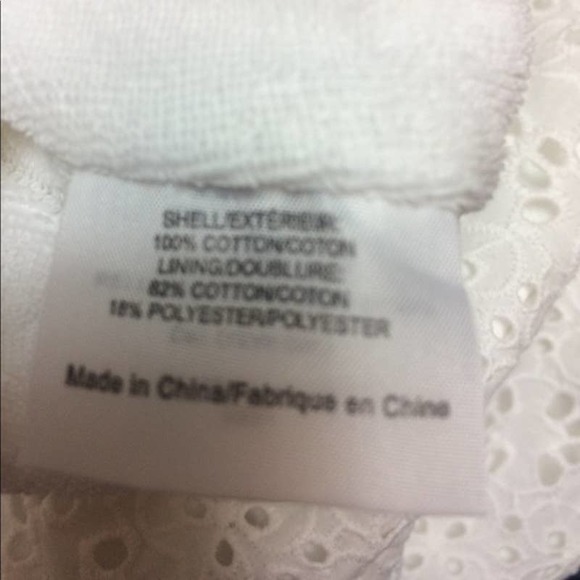 SHELL/EXTÉRIEUR:
100% COTTON/COTON
LINING/DOUBLURE:
82% COTTON/COTON
18% POLYESTER/POLYESTER
Made in China/Fabrique en Chine